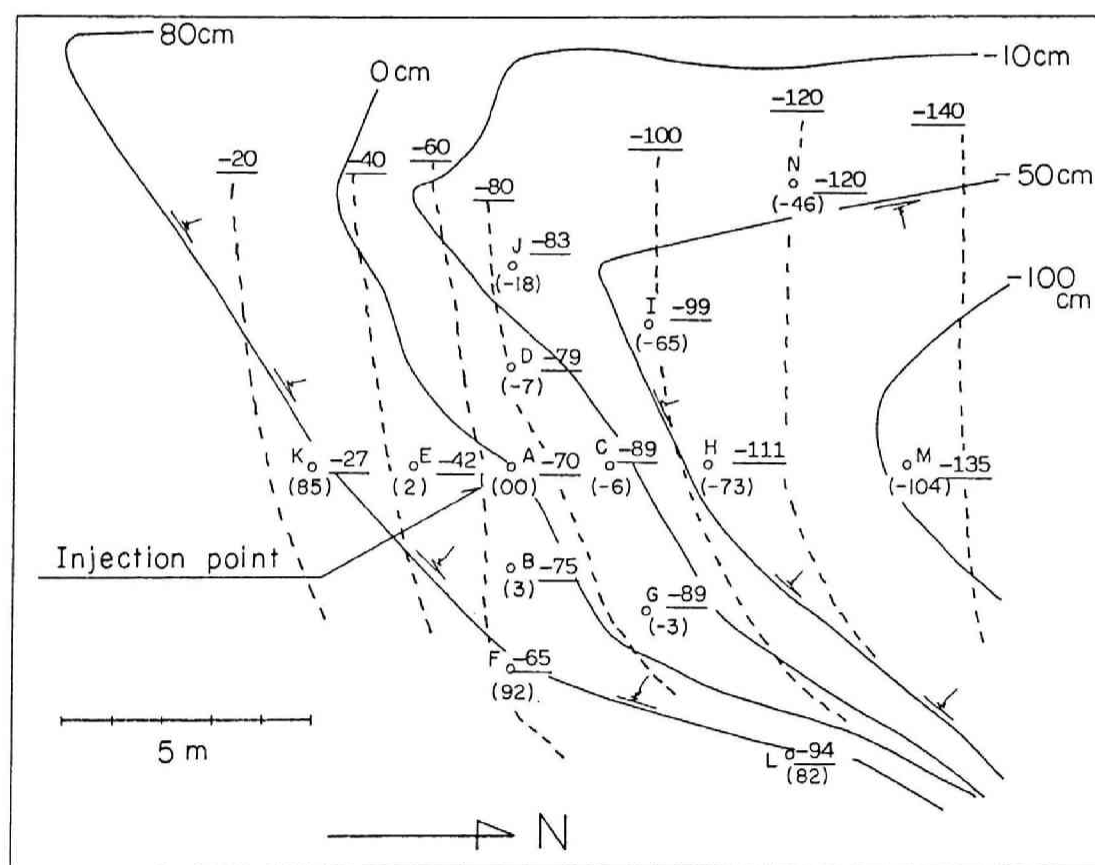 80cm
0cm
-10cm
-120
-140
-100
-60
-20
-40
-80
N
-120
(-46)
-50cm
J -83
(-18)
-100
cm
I -99
(-65)
D -79
(-7)
K -27
(85)
E -42
(2)
A -70
(00)
C -89
(-6)
H -111
(-73)
M -135
(-104)
Injection point
B -75
(3)
G -89
(-3)
F -65
(92)
5 m
L -94
(82)
N